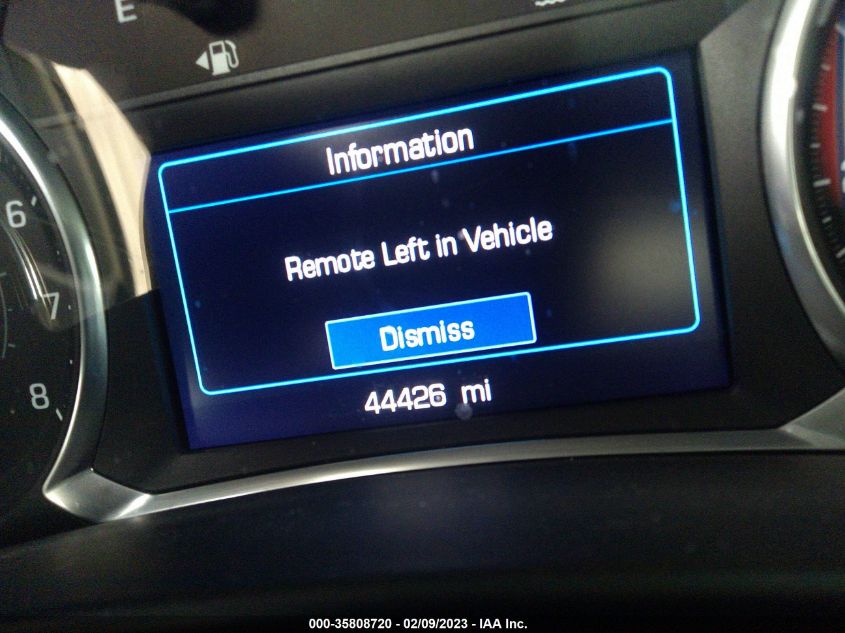 E
Information
Remote Left in Vehicle
Dismiss
44426 mi
6
7
8
000-35808720 - 02/09/2023 - IAA Inc.